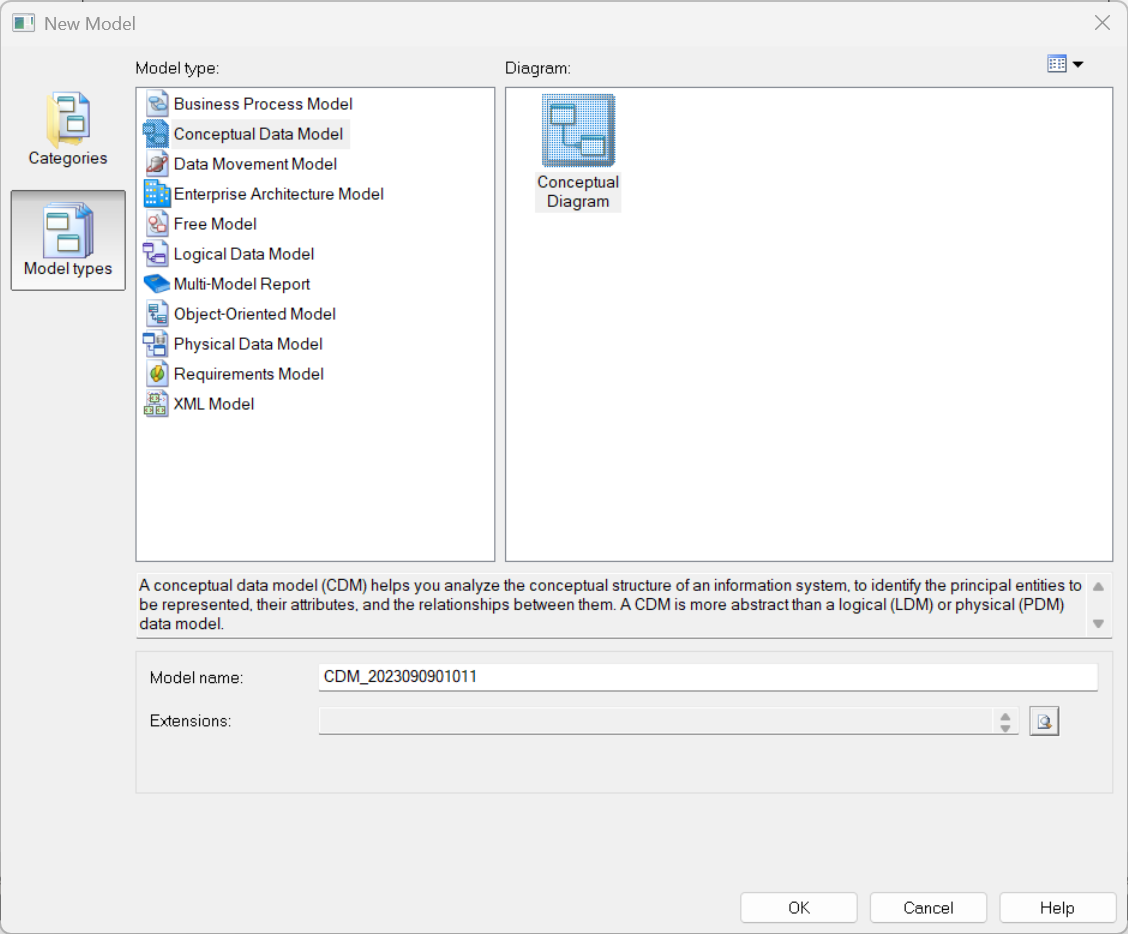 New Model
Model type:
Diagram:
Categories
Model types
Business Process Model
Conceptual Data Model
Data Movement Model
Enterprise Architecture Model
Free Model
Logical Data Model
Multi-Model Report
Object-Oriented Model
Physical Data Model
Requirements Model
XML Model
Conceptual
Diagram
A conceptual data model (CDM) helps you analyze the conceptual structure of an information system, to identify the principal entities to
be represented, their attributes, and the relationships between them. A CDM is more abstract than a logical (LDM) or physical (PDM)
data model.
Model name:
CDM_2023090901011
Extensions:
OK
Cancel
Help